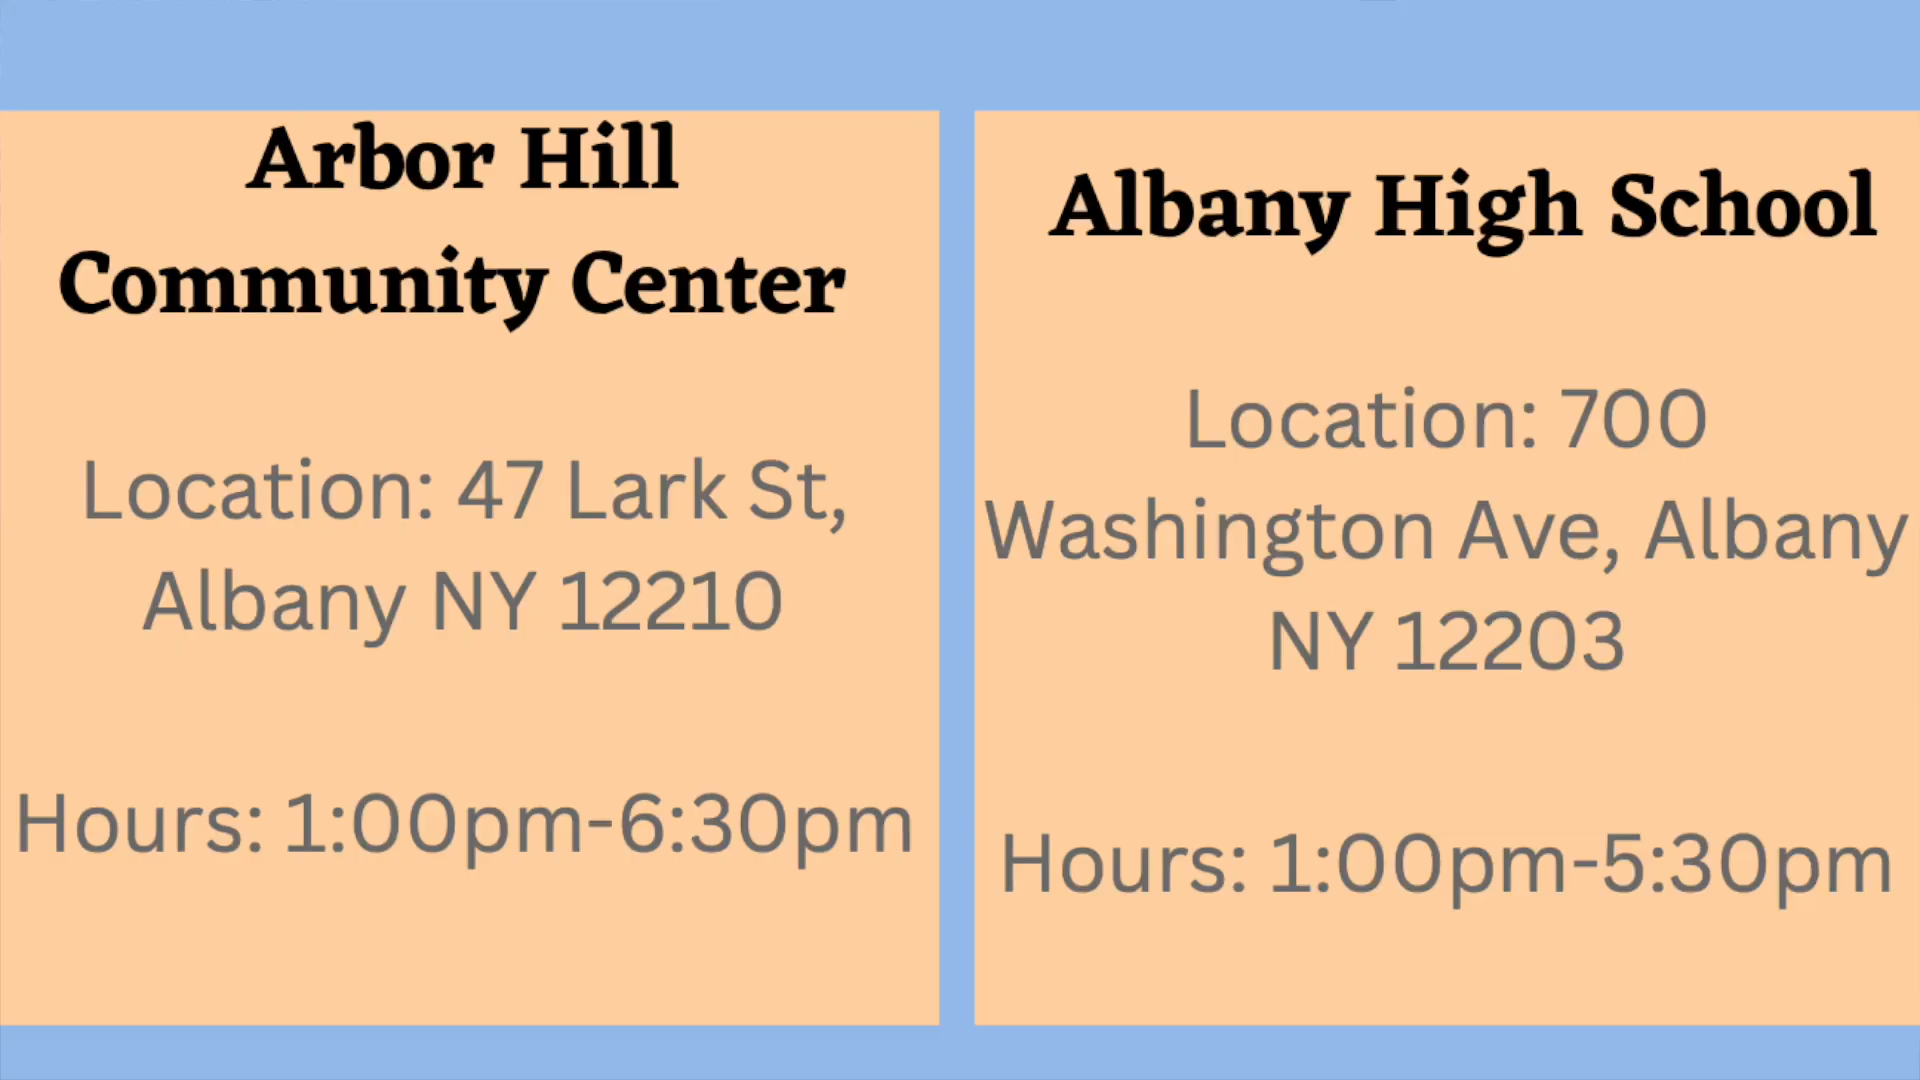 Arbor Hill
Community Center
Location: 47 Lark St,
Albany NY 12210
Hours: 1:00pm-6:30pm
Albany High School
Location: 700
Washington Ave, Albany
NY 12203
Hours: 1:00pm-5:30pm